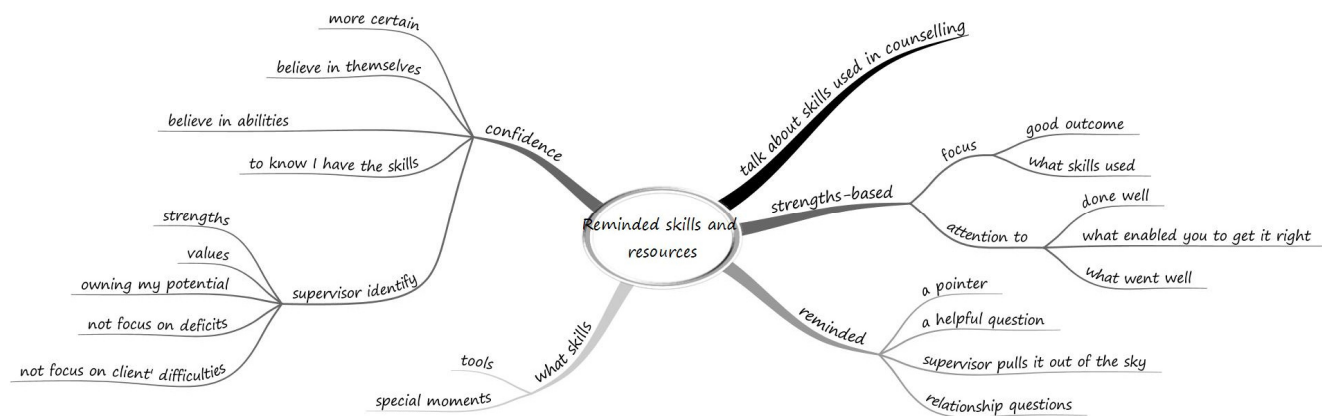 more certain
believe in themselves
believe in abilities
to know I have the skills
confidence
strengths
values
owning my potential
not focus on deficits
not focus on client' difficulties
supervisor identify
tools
special moments
what skills
Reminded skills and
resources
talk about skills used in counselling
strengths-based
focus
good outcome
what skills used
attention to
done well
what enabled you to get it right
what went well
reminded
a pointer
a helpful question
supervisor pulls it out of the sky
relationship questions